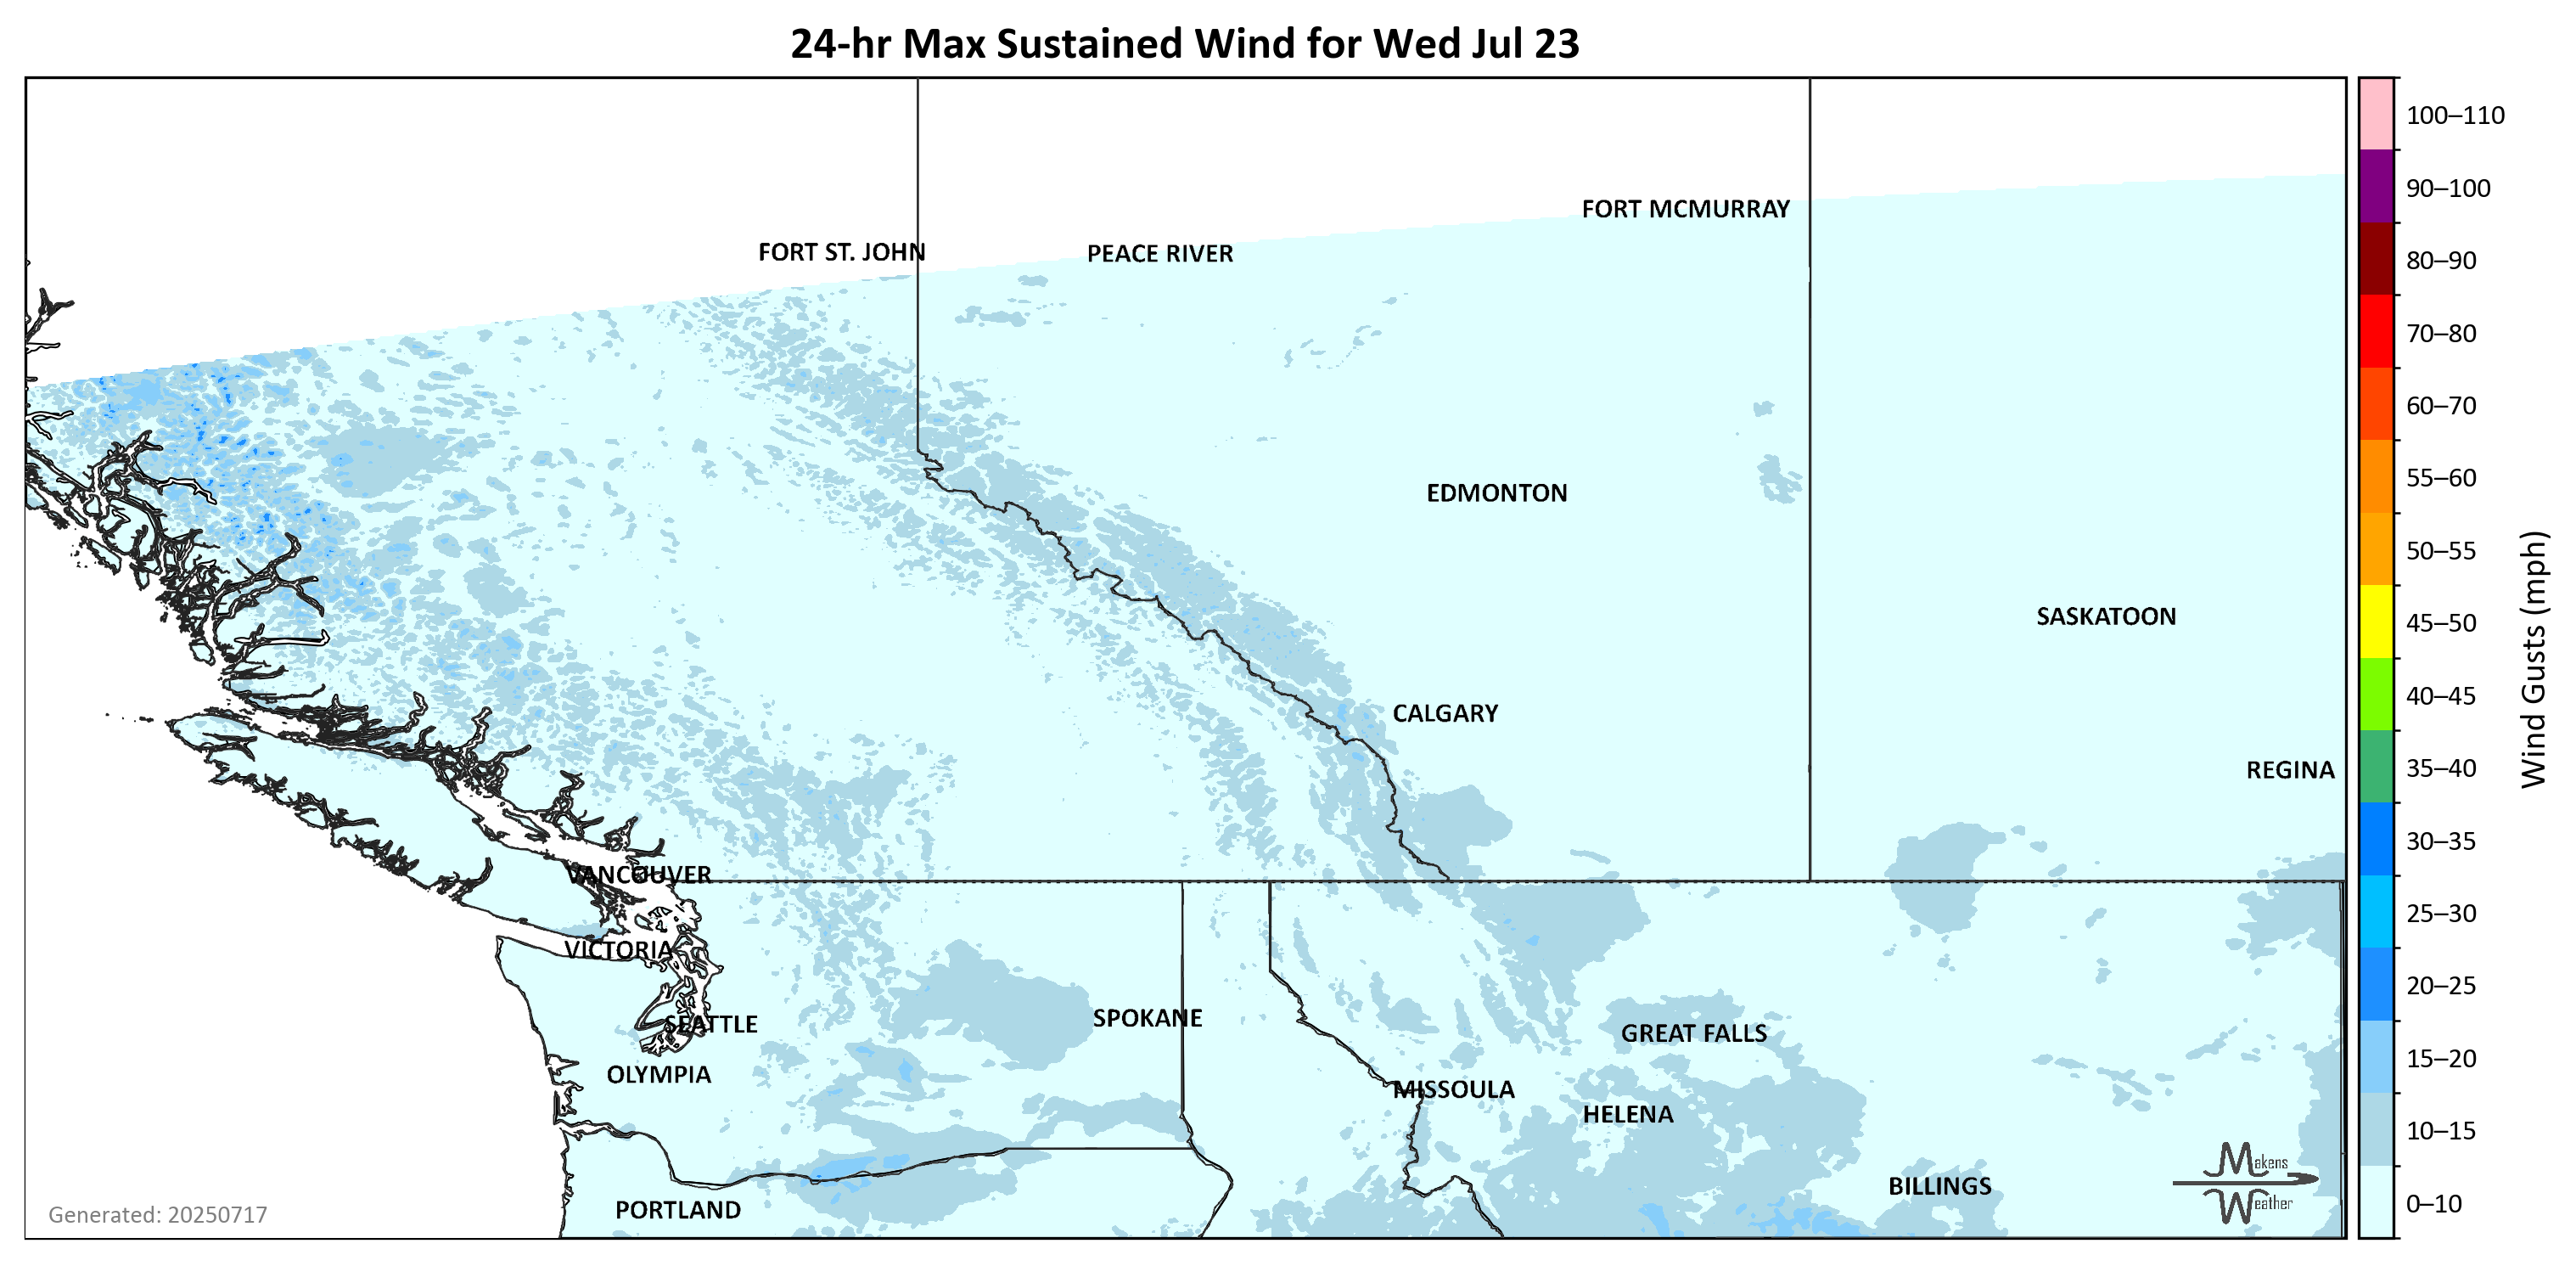 24-hr Max Sustained Wind for Wed Jul 23
100–110
90–100
80–90
70–80
60–70
55–60
50–55
45–50
40–45
35–40
30–35
25–30
20–25
15–20
10–15
0–10
Wind Gusts (mph)
FORT MCMURRAY
FORT ST. JOHN
PEACE RIVER
EDMONTON
SASKATOON
CALGARY
REGINA
VANCOUVER
VICTORIA
SEATTLE
SPOKANE
GREAT FALLS
OLYMPIA
MISSOULA
HELENA
BILLINGS
PORTLAND
Makens
Weather
Generated: 20250717